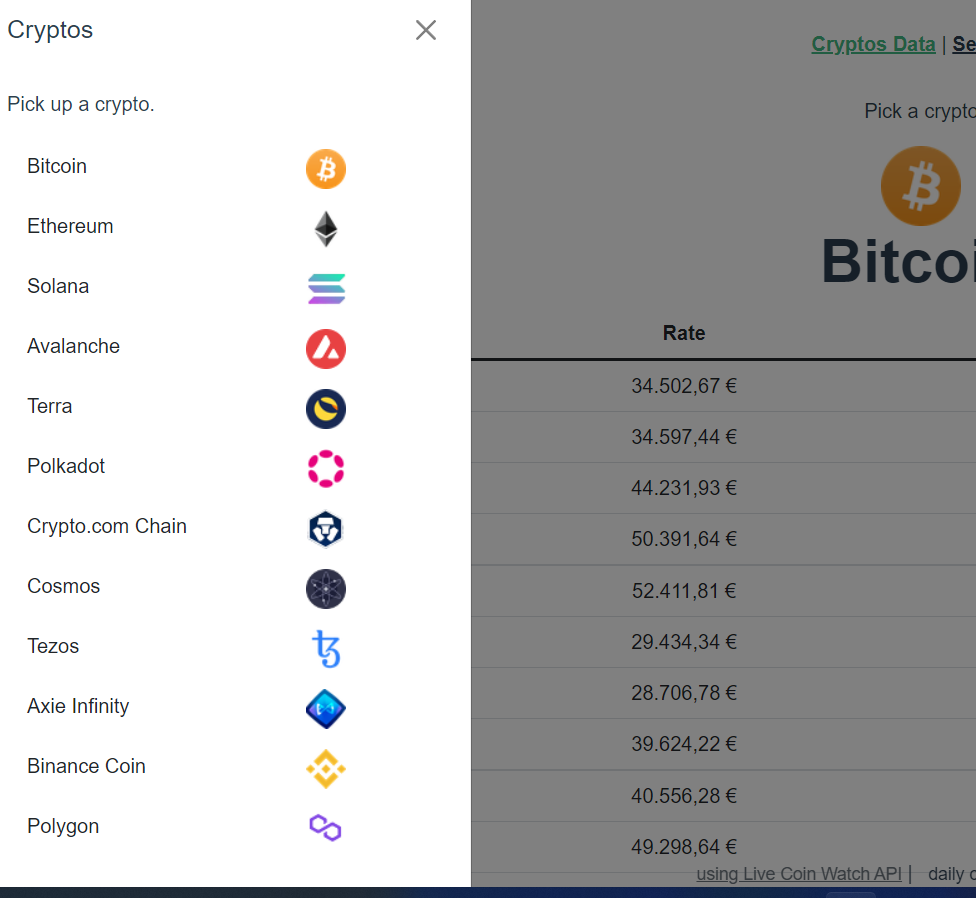 Cryptos
Pick up a crypto.
Bitcoin
Ethereum
Solana
Avalanche
Terra
Polkadot
Crypto.com Chain
Cosmos
Tezos
Axie Infinity
Binance Coin
Polygon
Cryptos Data | Se
Pick a crypto
Bitcoi
Rate
34.502,67 €
34.597,44 €
44.231,93 €
50.391,64 €
52.411,81 €
29.434,34 €
28.706,78 €
39.624,22 €
40.556,28 €
49.298,64 €
using Live Coin Watch API | daily c